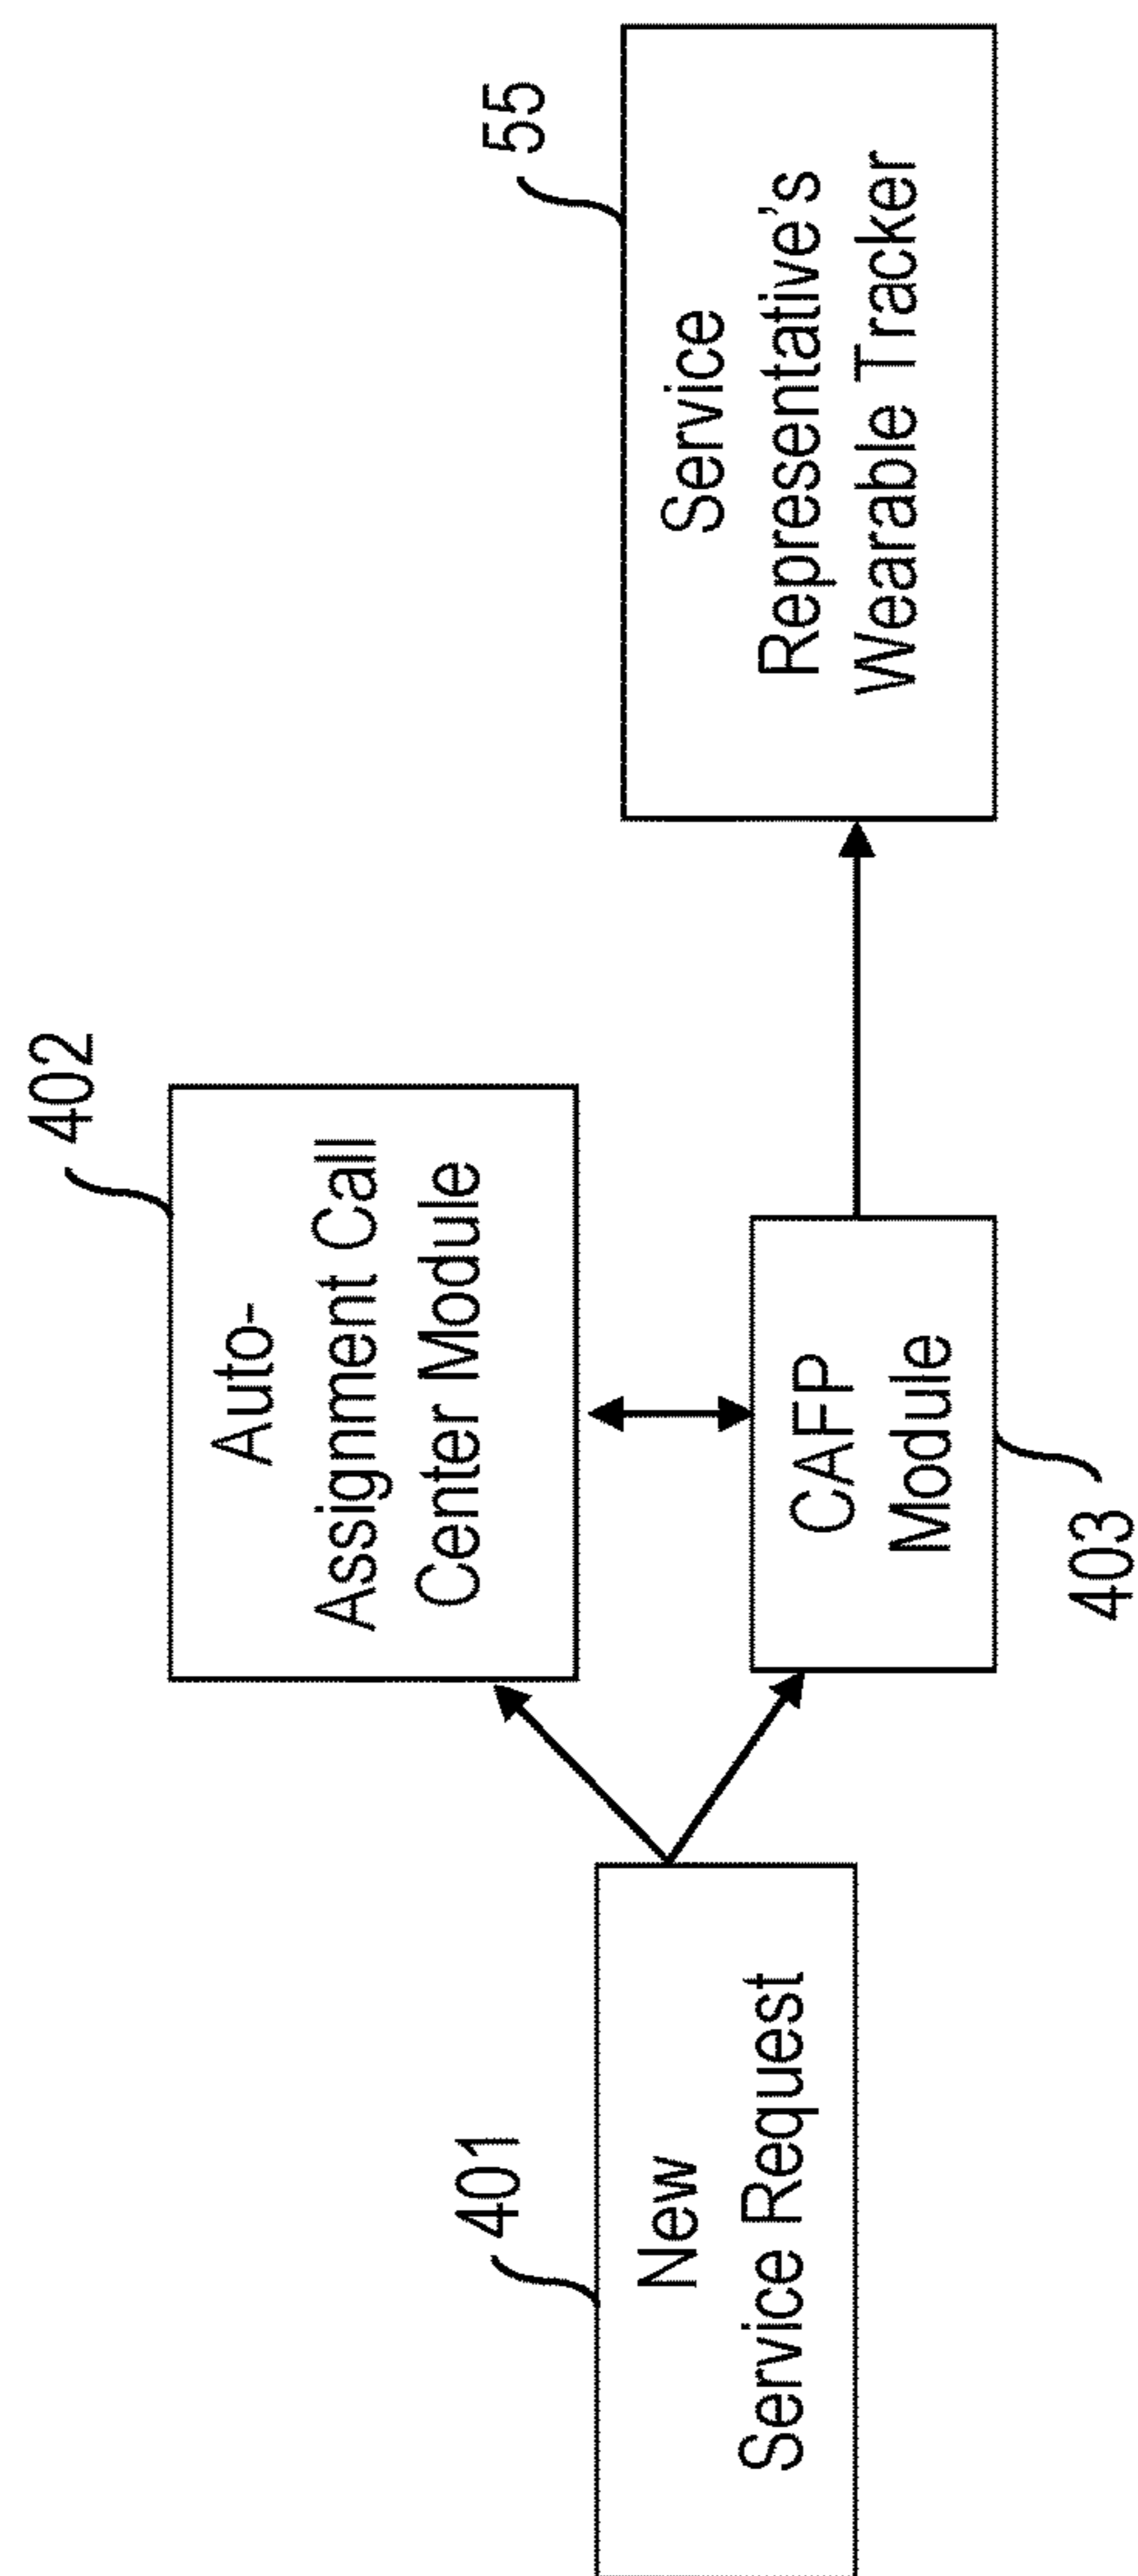 401
New
Service Request
402
Auto-
Assignment Call
Center Module
CAFP
Module
403
55
Service
Representative's
Wearable Tracker